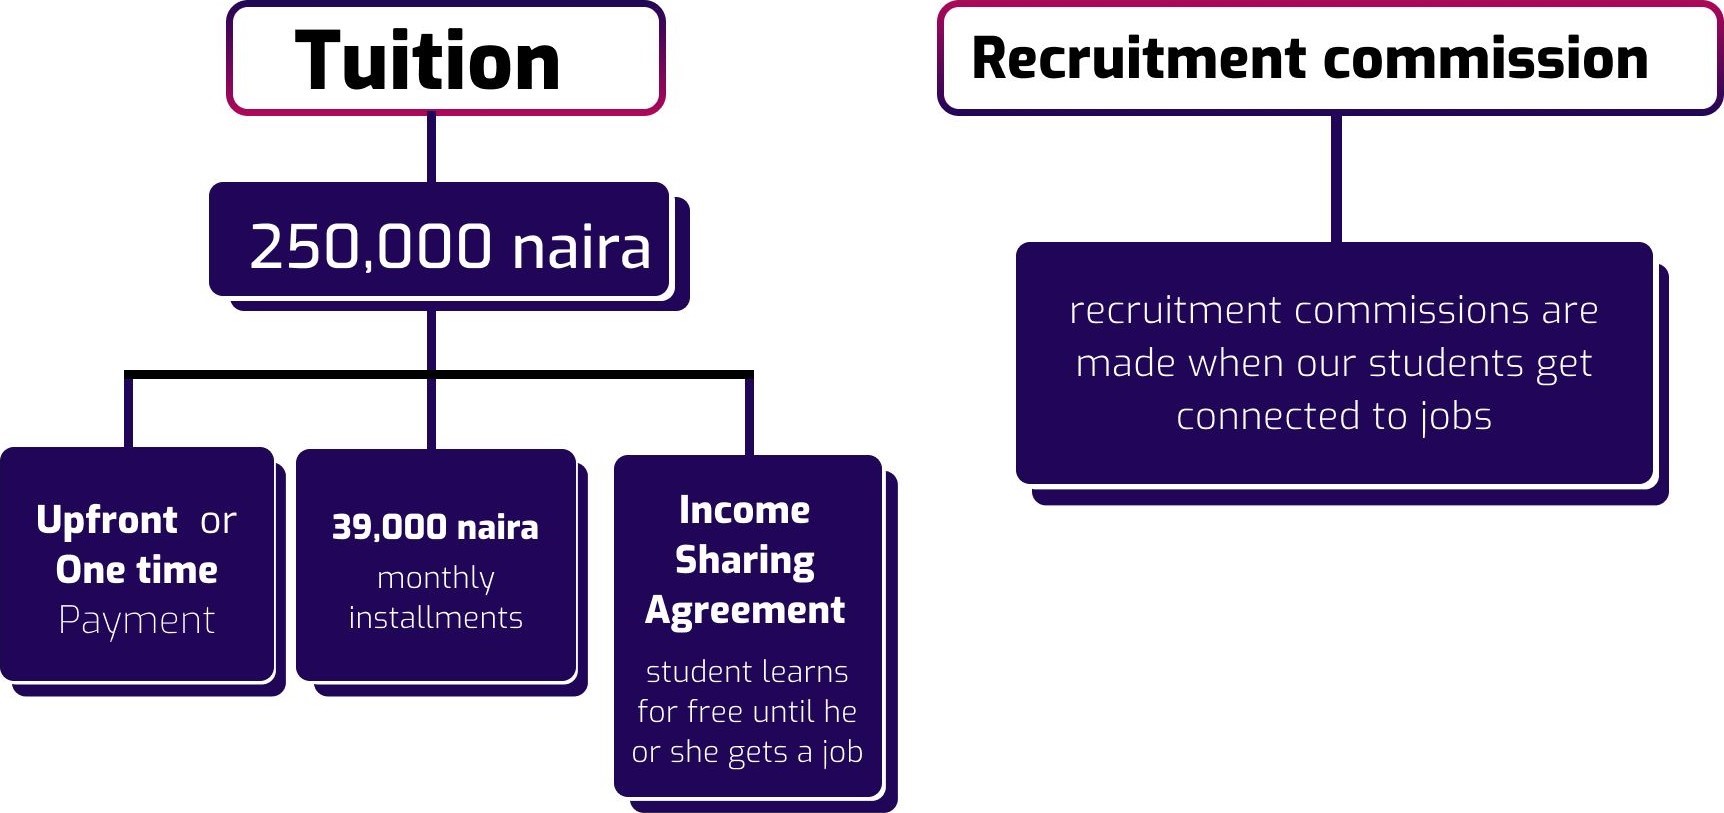 Tuition
250,000 naira
Upfront or
One time
Payment
39,000 naira
monthly
installments
Income
Sharing
Agreement
student learns
for free until he
or she gets a job
Recruitment commission
recruitment commissions are
made when our students get
connected to jobs